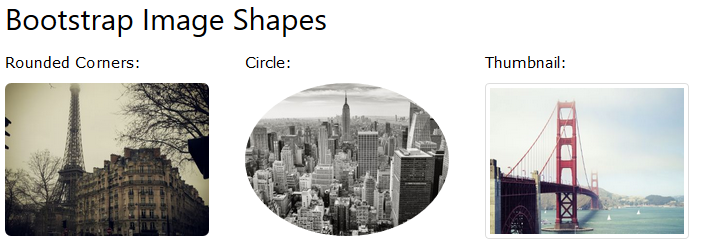 Bootstrap Image Shapes
Rounded Corners:
Circle:
Thumbnail: